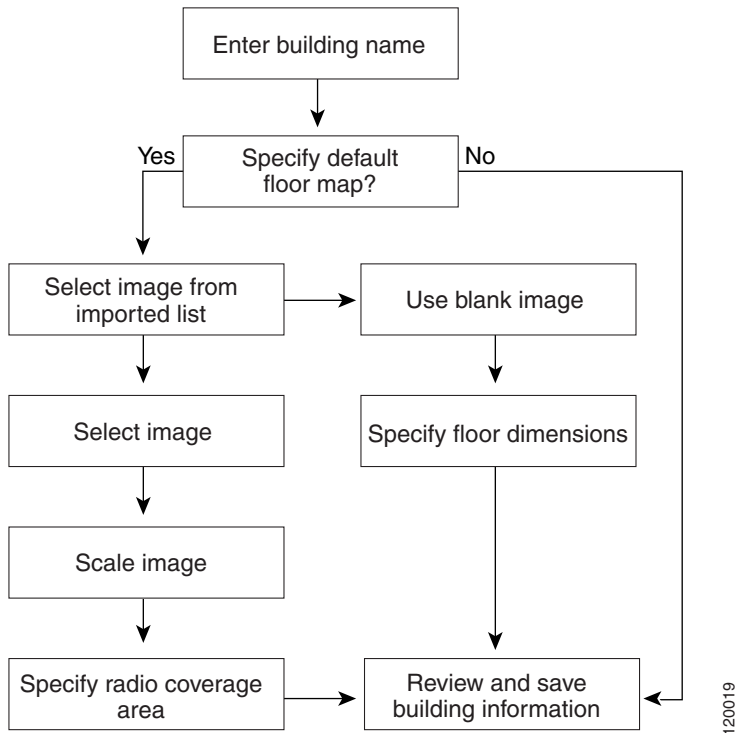 Enter building name
Yes
Specify default
floor map?
No
Select image from
imported list
Use blank image
Select image
Specify floor dimensions
Scale image
Specify radio coverage
area
Review and save
building information
120019